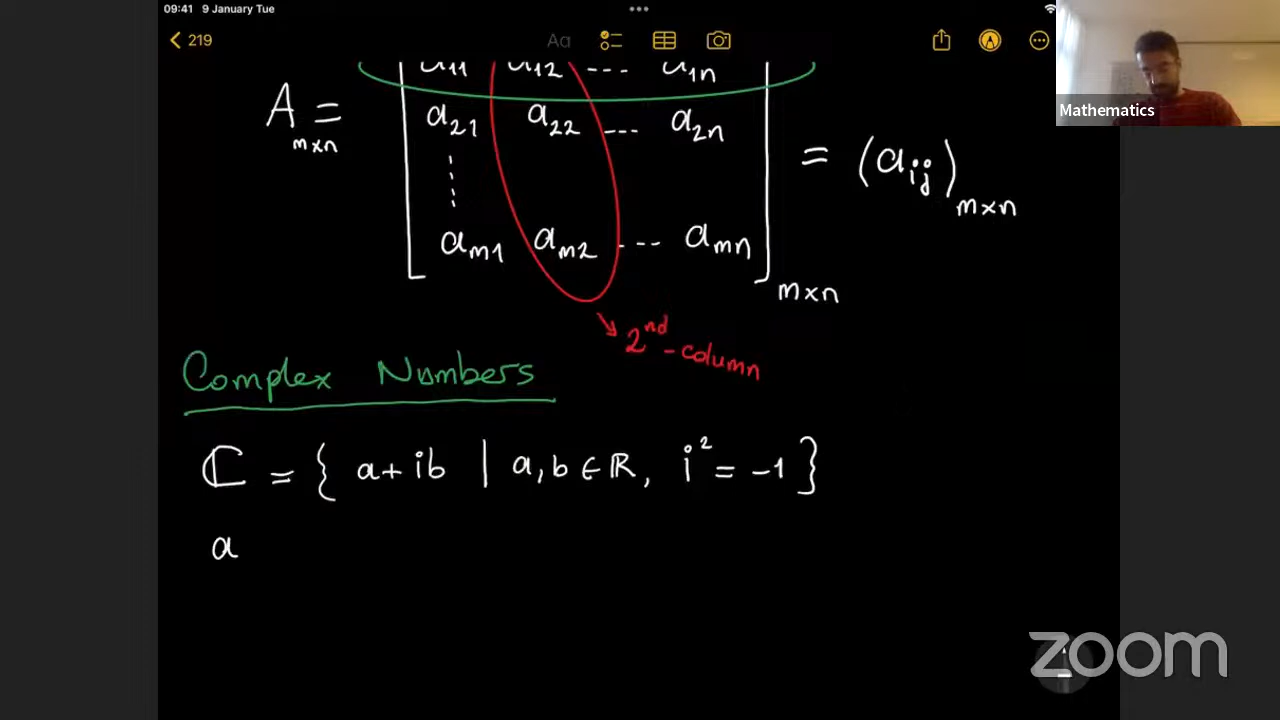 09:41 9 January Tue
219
Aa
Mathematics
a11 a12 --- a1n
A m×n = a21 a22 --- a2n = (aij) m×n
am1 am2 --- amn
m×n
2nd - column
Complex Numbers
ℂ = { a + ib | a, b ∈ ℝ, i² = -1 }
a
zoom